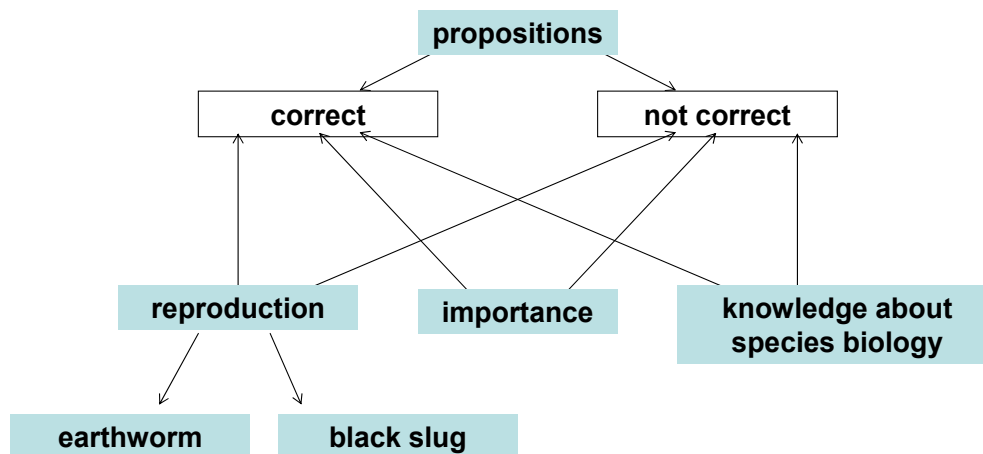 propositions
correct
not correct
reproduction
importance
knowledge about
species biology
earthworm
black slug